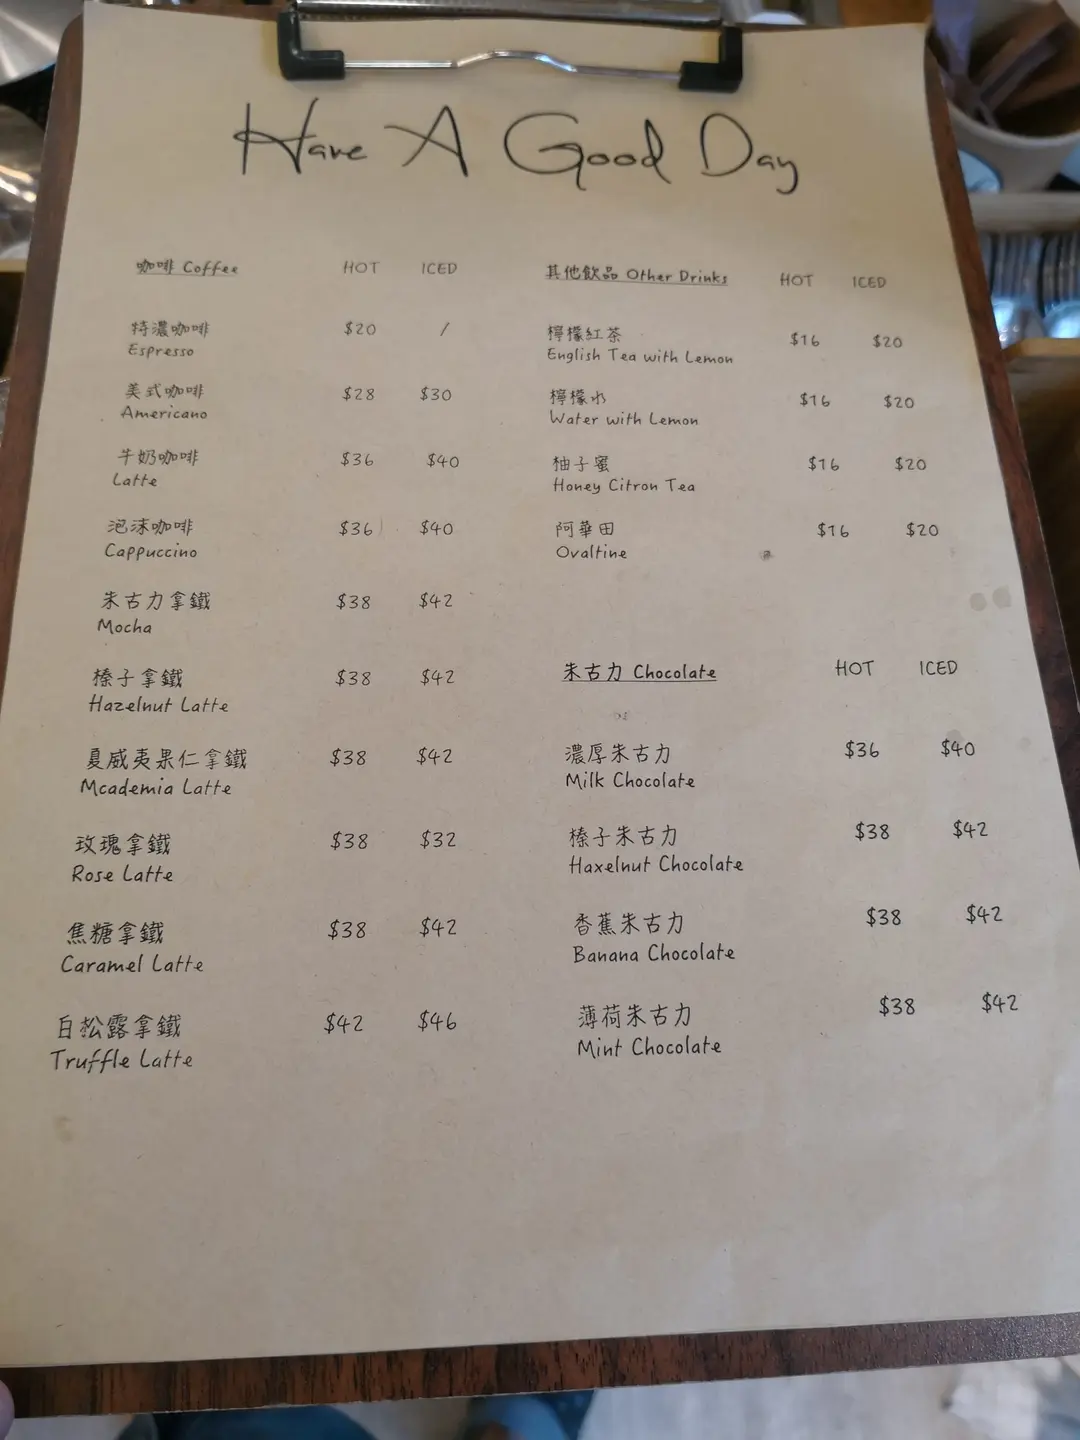 Have A Good Day
咖啡 Coffee HOT ICED
特濃咖啡 $20 /
Espresso
美式咖啡 $28 $30
Americano
牛奶咖啡 $36 $40
Latte
泡沫咖啡 $36 $40
Cappuccino
朱古力拿鐵 $38 $42
Mocha
榛子拿鐵 $38 $42
Hazelnut Latte
夏威夷果仁拿鐵 $38 $42
Mcademia Latte
玫瑰拿鐵 $38 $32
Rose Latte
焦糖拿鐵 $38 $42
Caramel Latte
白松露拿鐵 $42 $46
Truffle Latte
其他飲品 Other Drinks HOT ICED
檸檬紅茶 $16 $20
English Tea with Lemon
檸檬水 $16 $20
Water with Lemon
柚子蜜 $16 $20
Honey Citron Tea
阿華田 $16 $20
Ovaltine
朱古力 Chocolate HOT ICED
濃厚朱古力 $36 $40
Milk Chocolate
榛子朱古力 $38 $42
Haxelnut Chocolate
香蕉朱古力 $38 $42
Banana Chocolate
薄荷朱古力 $38 $42
Mint Chocolate